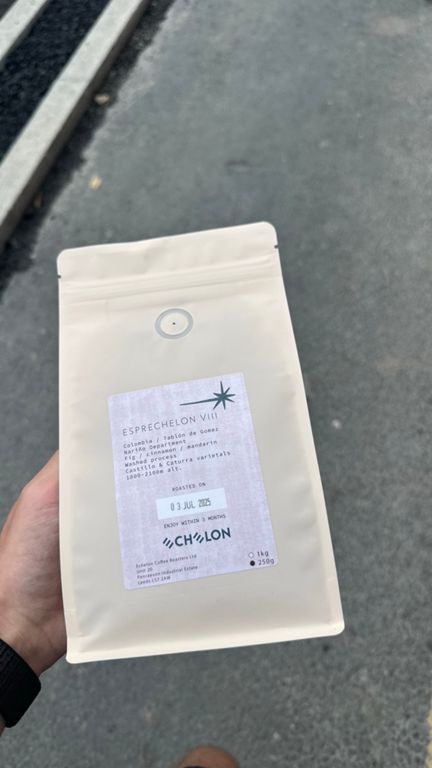 ESPRECHELON VIII
Colombia / Tablón de Gomez
Nariño Department
Fig / cinnamon / mandarin
Washed process
Castillo & Caturra varietals
1800-2100m alt.
ROASTED ON
03 JUL 2025
ENJOY WITHIN 3 MONTHS
ECHELON
Echelon Coffee Roasters Ltd
Unit 20
Penraevon Industrial Estate
Leeds LS7 2AW
1kg
250g